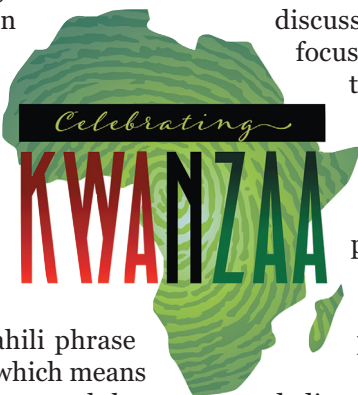 discuss
focus
Celebrating
KWANZAA
ahili phrase
which means